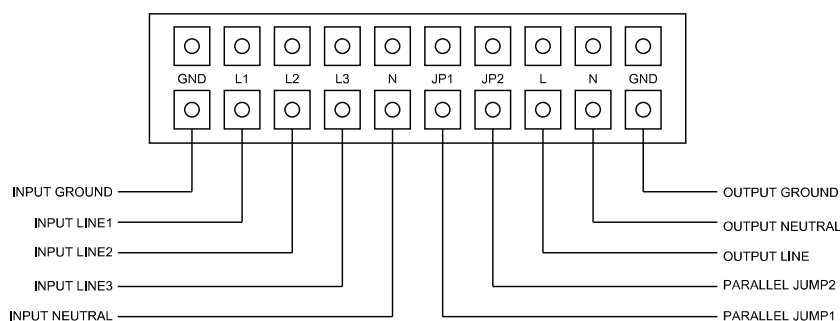 GND L1 L2 L3 N JP1 JP2 L N GND
INPUT GROUND
OUTPUT GROUND
INPUT LINE1
OUTPUT NEUTRAL
INPUT LINE2
OUTPUT LINE
INPUT LINE3
PARALLEL JUMP2
INPUT NEUTRAL
PARALLEL JUMP1